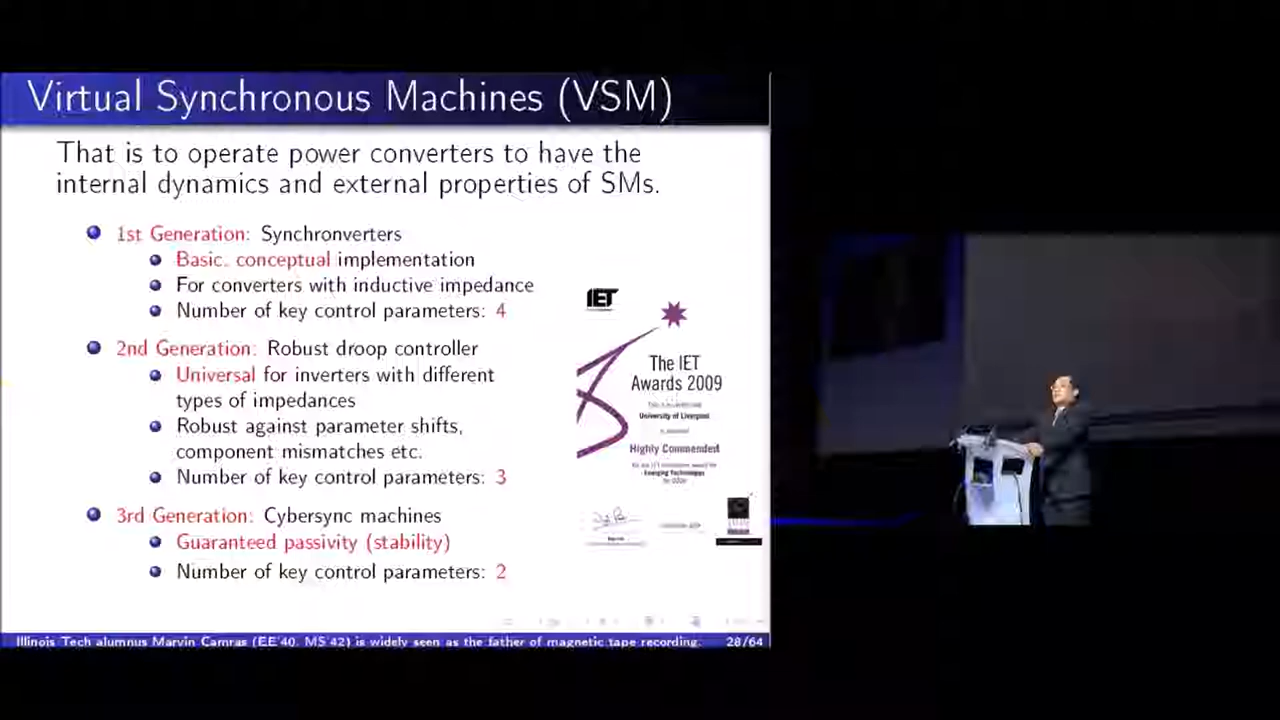 Virtual Synchronous Machines (VSM)
That is to operate power converters to have the
internal dynamics and external properties of SMs.
1st Generation: Synchronverters
Basic, conceptual implementation
For converters with inductive impedance
Number of key control parameters: 4
2nd Generation: Robust droop controller
Universal for inverters with different
types of impedances
Robust against parameter shifts,
component mismatches etc.
Number of key control parameters: 3
3rd Generation: Cybersync machines
Guaranteed passivity (stability)
Number of key control parameters: 2
IET
The IET
Awards 2009
University of Liverpool
Highly Commended
Emerging Technologies
Illinois Tech alumnus Marvin Camras (EE'40, MS'42) is widely seen as the father of magnetic tape recording. 28/64